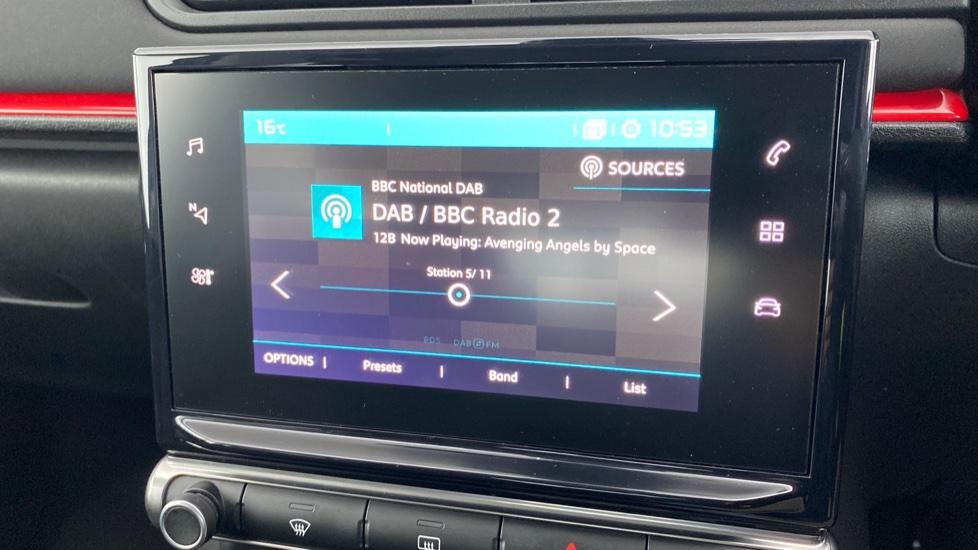 16°C 10:53
SOURCES
BBC National DAB
DAB / BBC Radio 2
12B Now Playing: Avenging Angels by Space
N
Station 5/ 11
RDS DAB FM
OPTIONS | Presets | Band | List